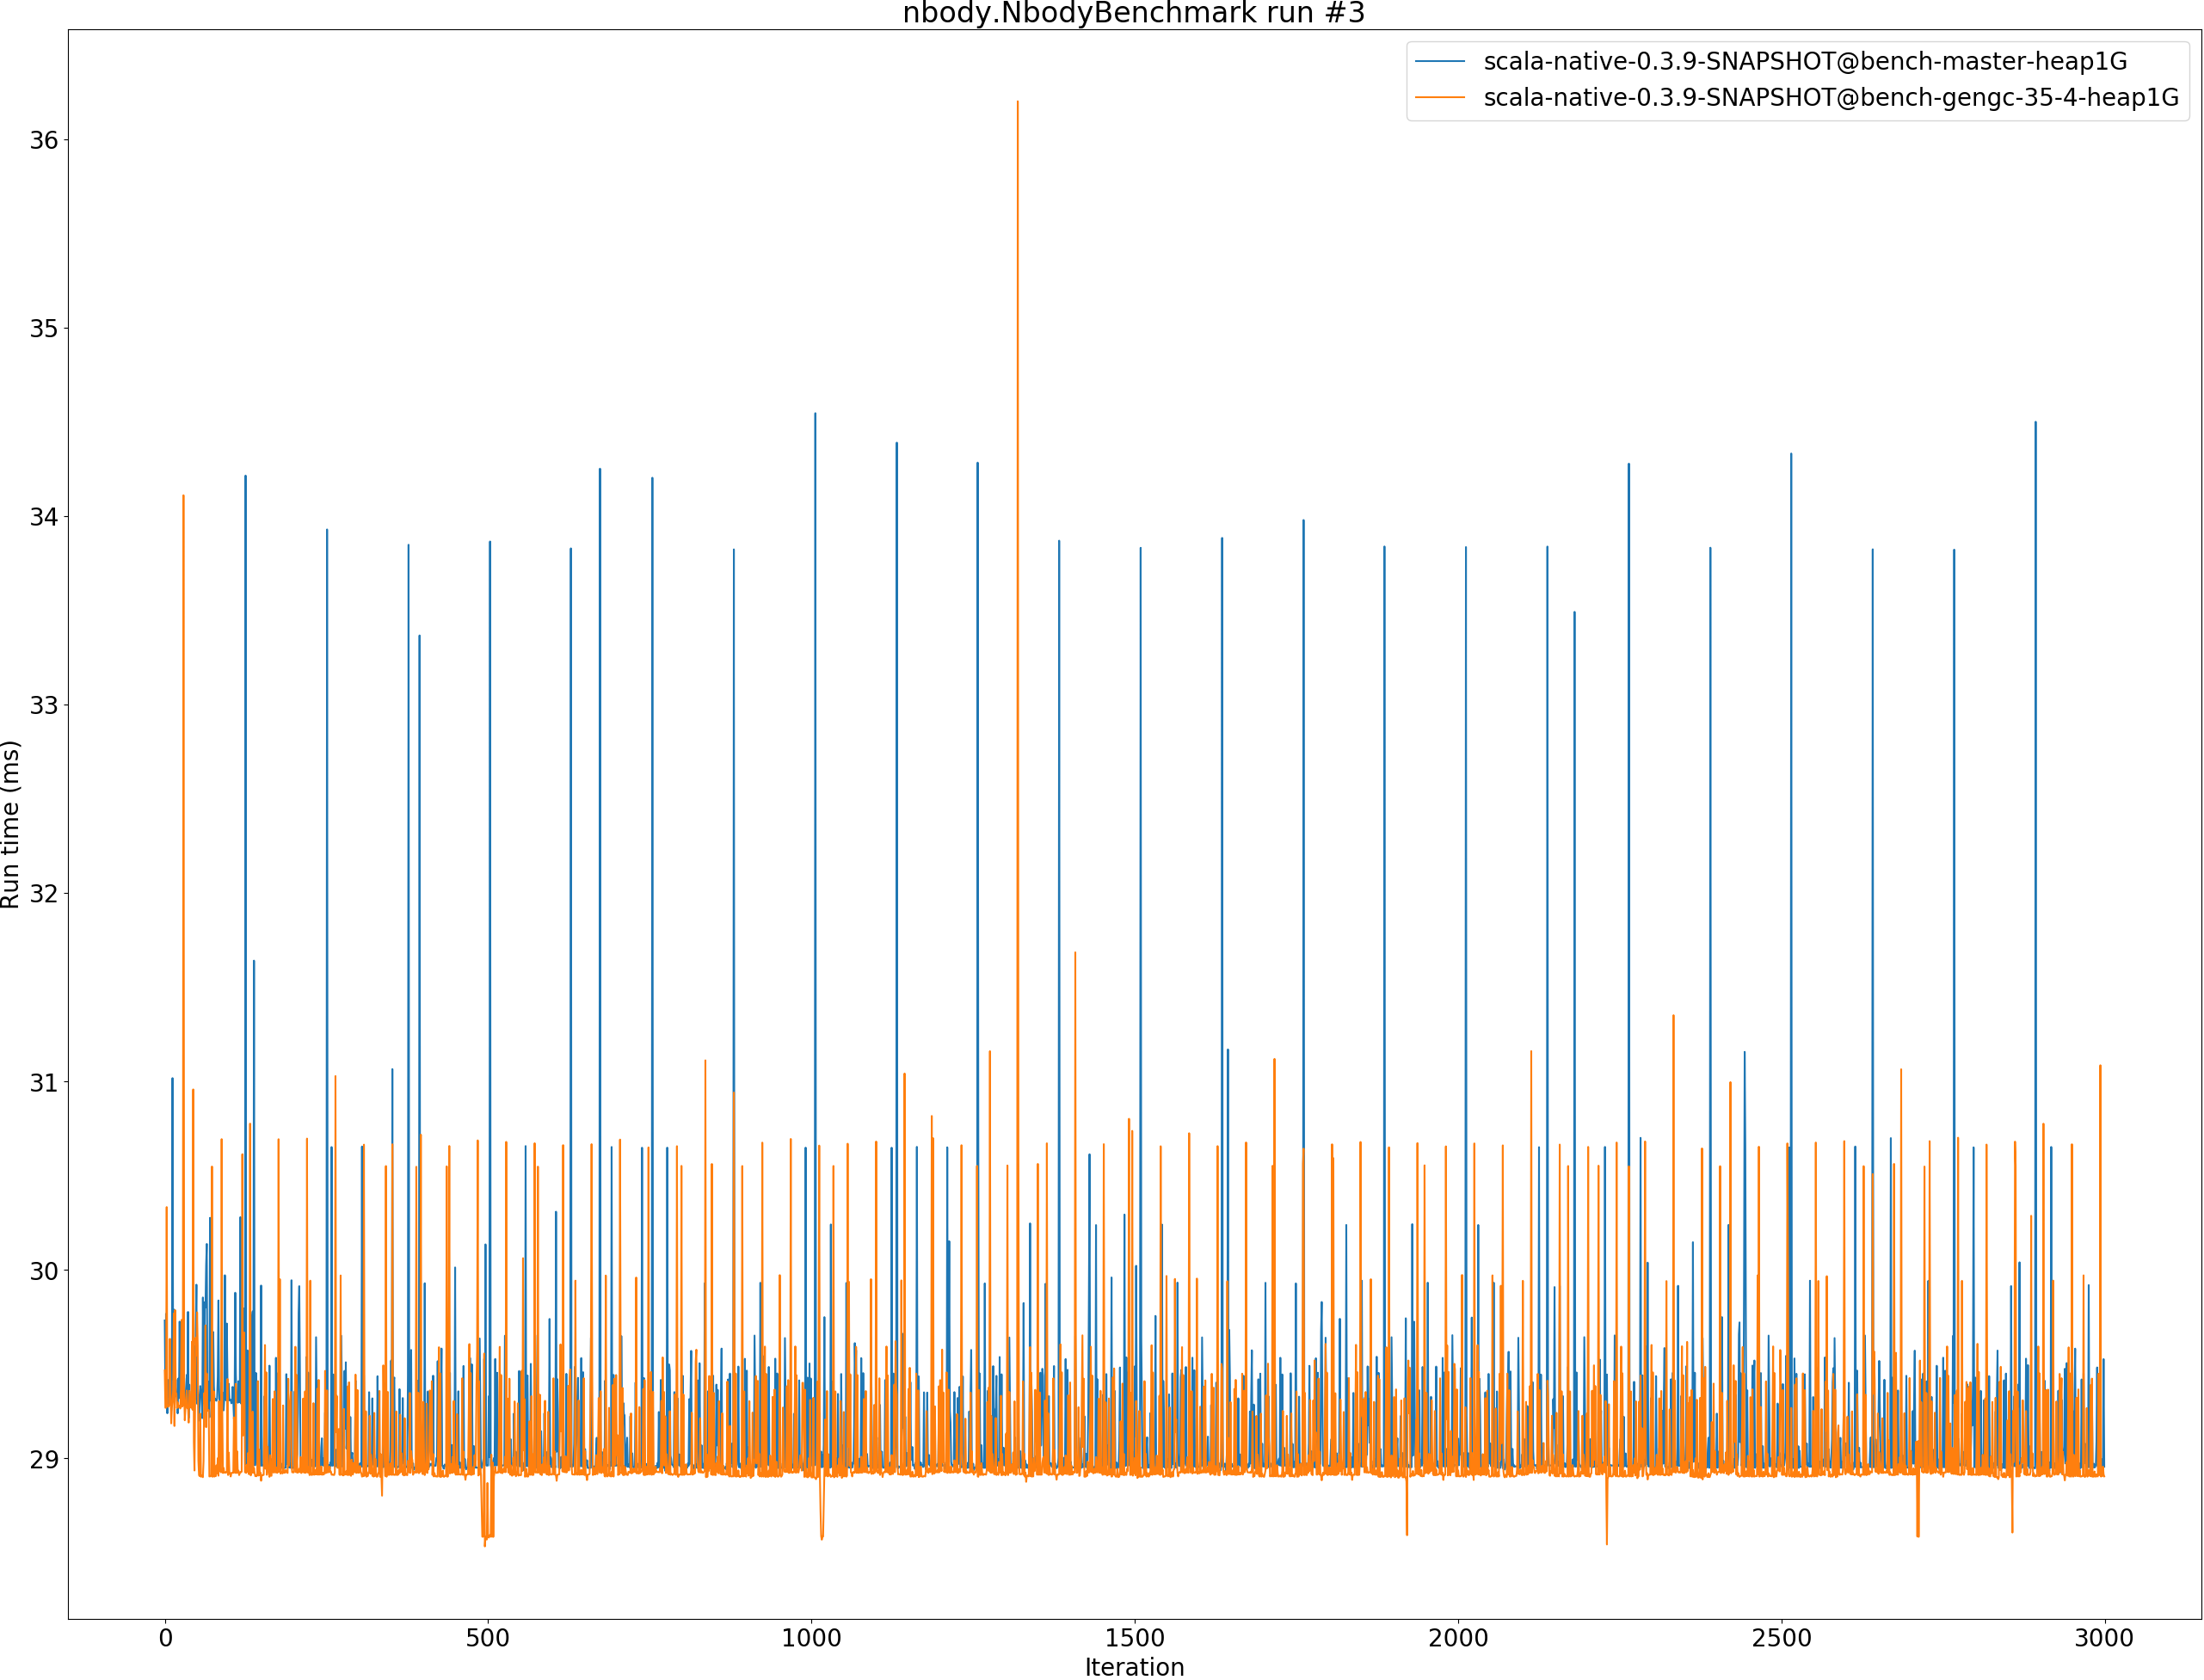 nbody.NbodyBenchmark run #3
scala-native-0.3.9-SNAPSHOT@bench-master-heap1G
scala-native-0.3.9-SNAPSHOT@bench-gengc-35-4-heap1G
36
35
34
33
32
31
30
29
Run time (ms)
0 500 1000 1500 2000 2500 3000
Iteration